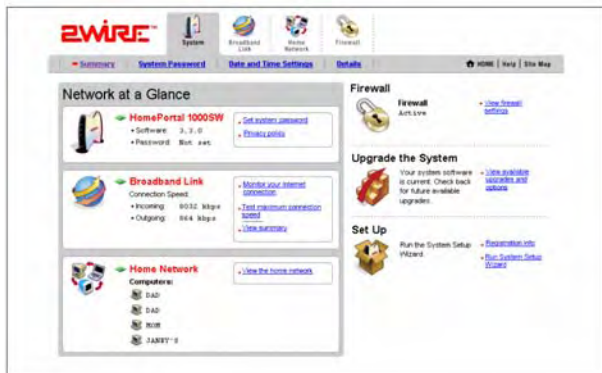 2WIRE
System
Broadband Link
Home Network
Firewall
Summary
System Password
Date and Time Settings
Details
HOME | Help | Site Map
Network at a Glance
HomePortal 1000SW
• Software: 3.3.0
• Password: Not set
Set system password
Privacy policy
Broadband Link
Connection Speed:
• Incoming: 8032 kbps
• Outgoing: 864 kbps
Monitor your internet connection
Test maximum connection speed
View summary
Home Network
Computers:
DAD
DAD
MOM
JANEY'S
View the home network
Firewall
Firewall
Active
View firewall settings
Upgrade the System
Your system software
is current. Check back
for future available
upgrades.
View available
upgrades and
options
Set Up
Run the System Setup
Wizard.
Registration info
Run System Setup
Wizard